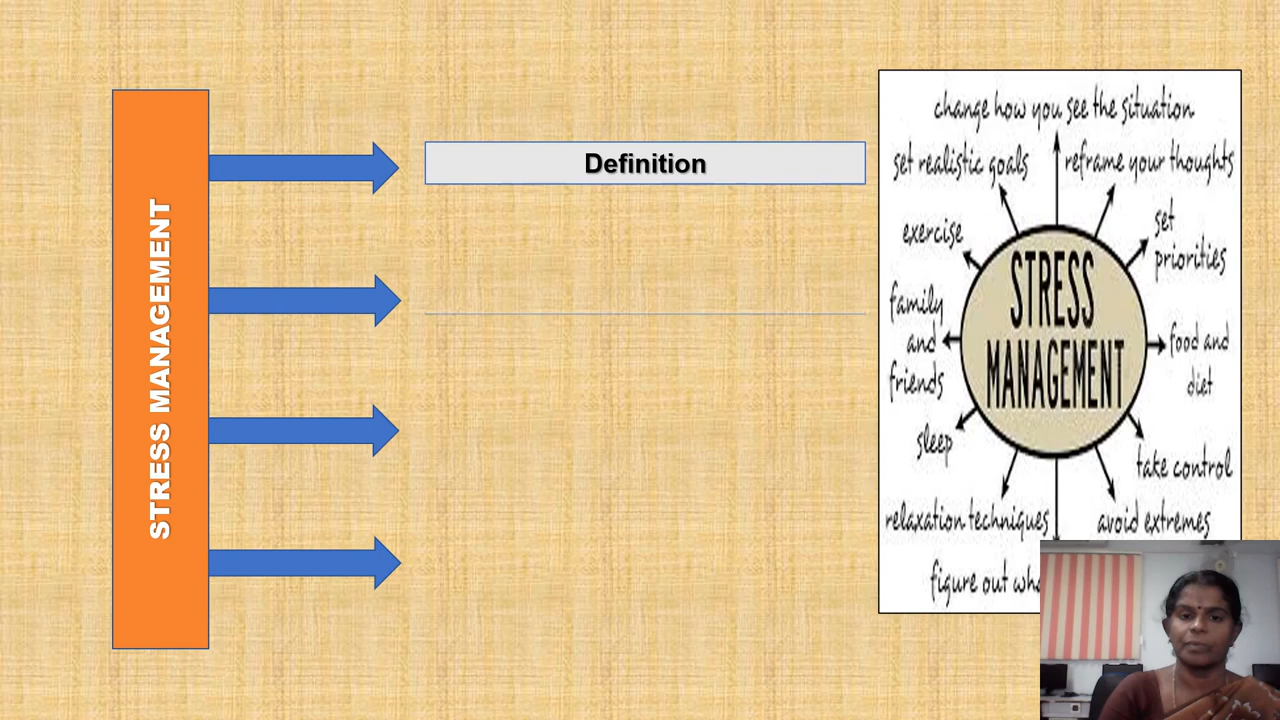 STRESS MANAGEMENT
Definition
change how you see the situation
set realistic goals
reframe your thoughts
exercise
set
priorities
family
and
friends
STRESS
MANAGEMENT
food and
diet
sleep
take control
relaxation techniques
avoid extremes
figure out